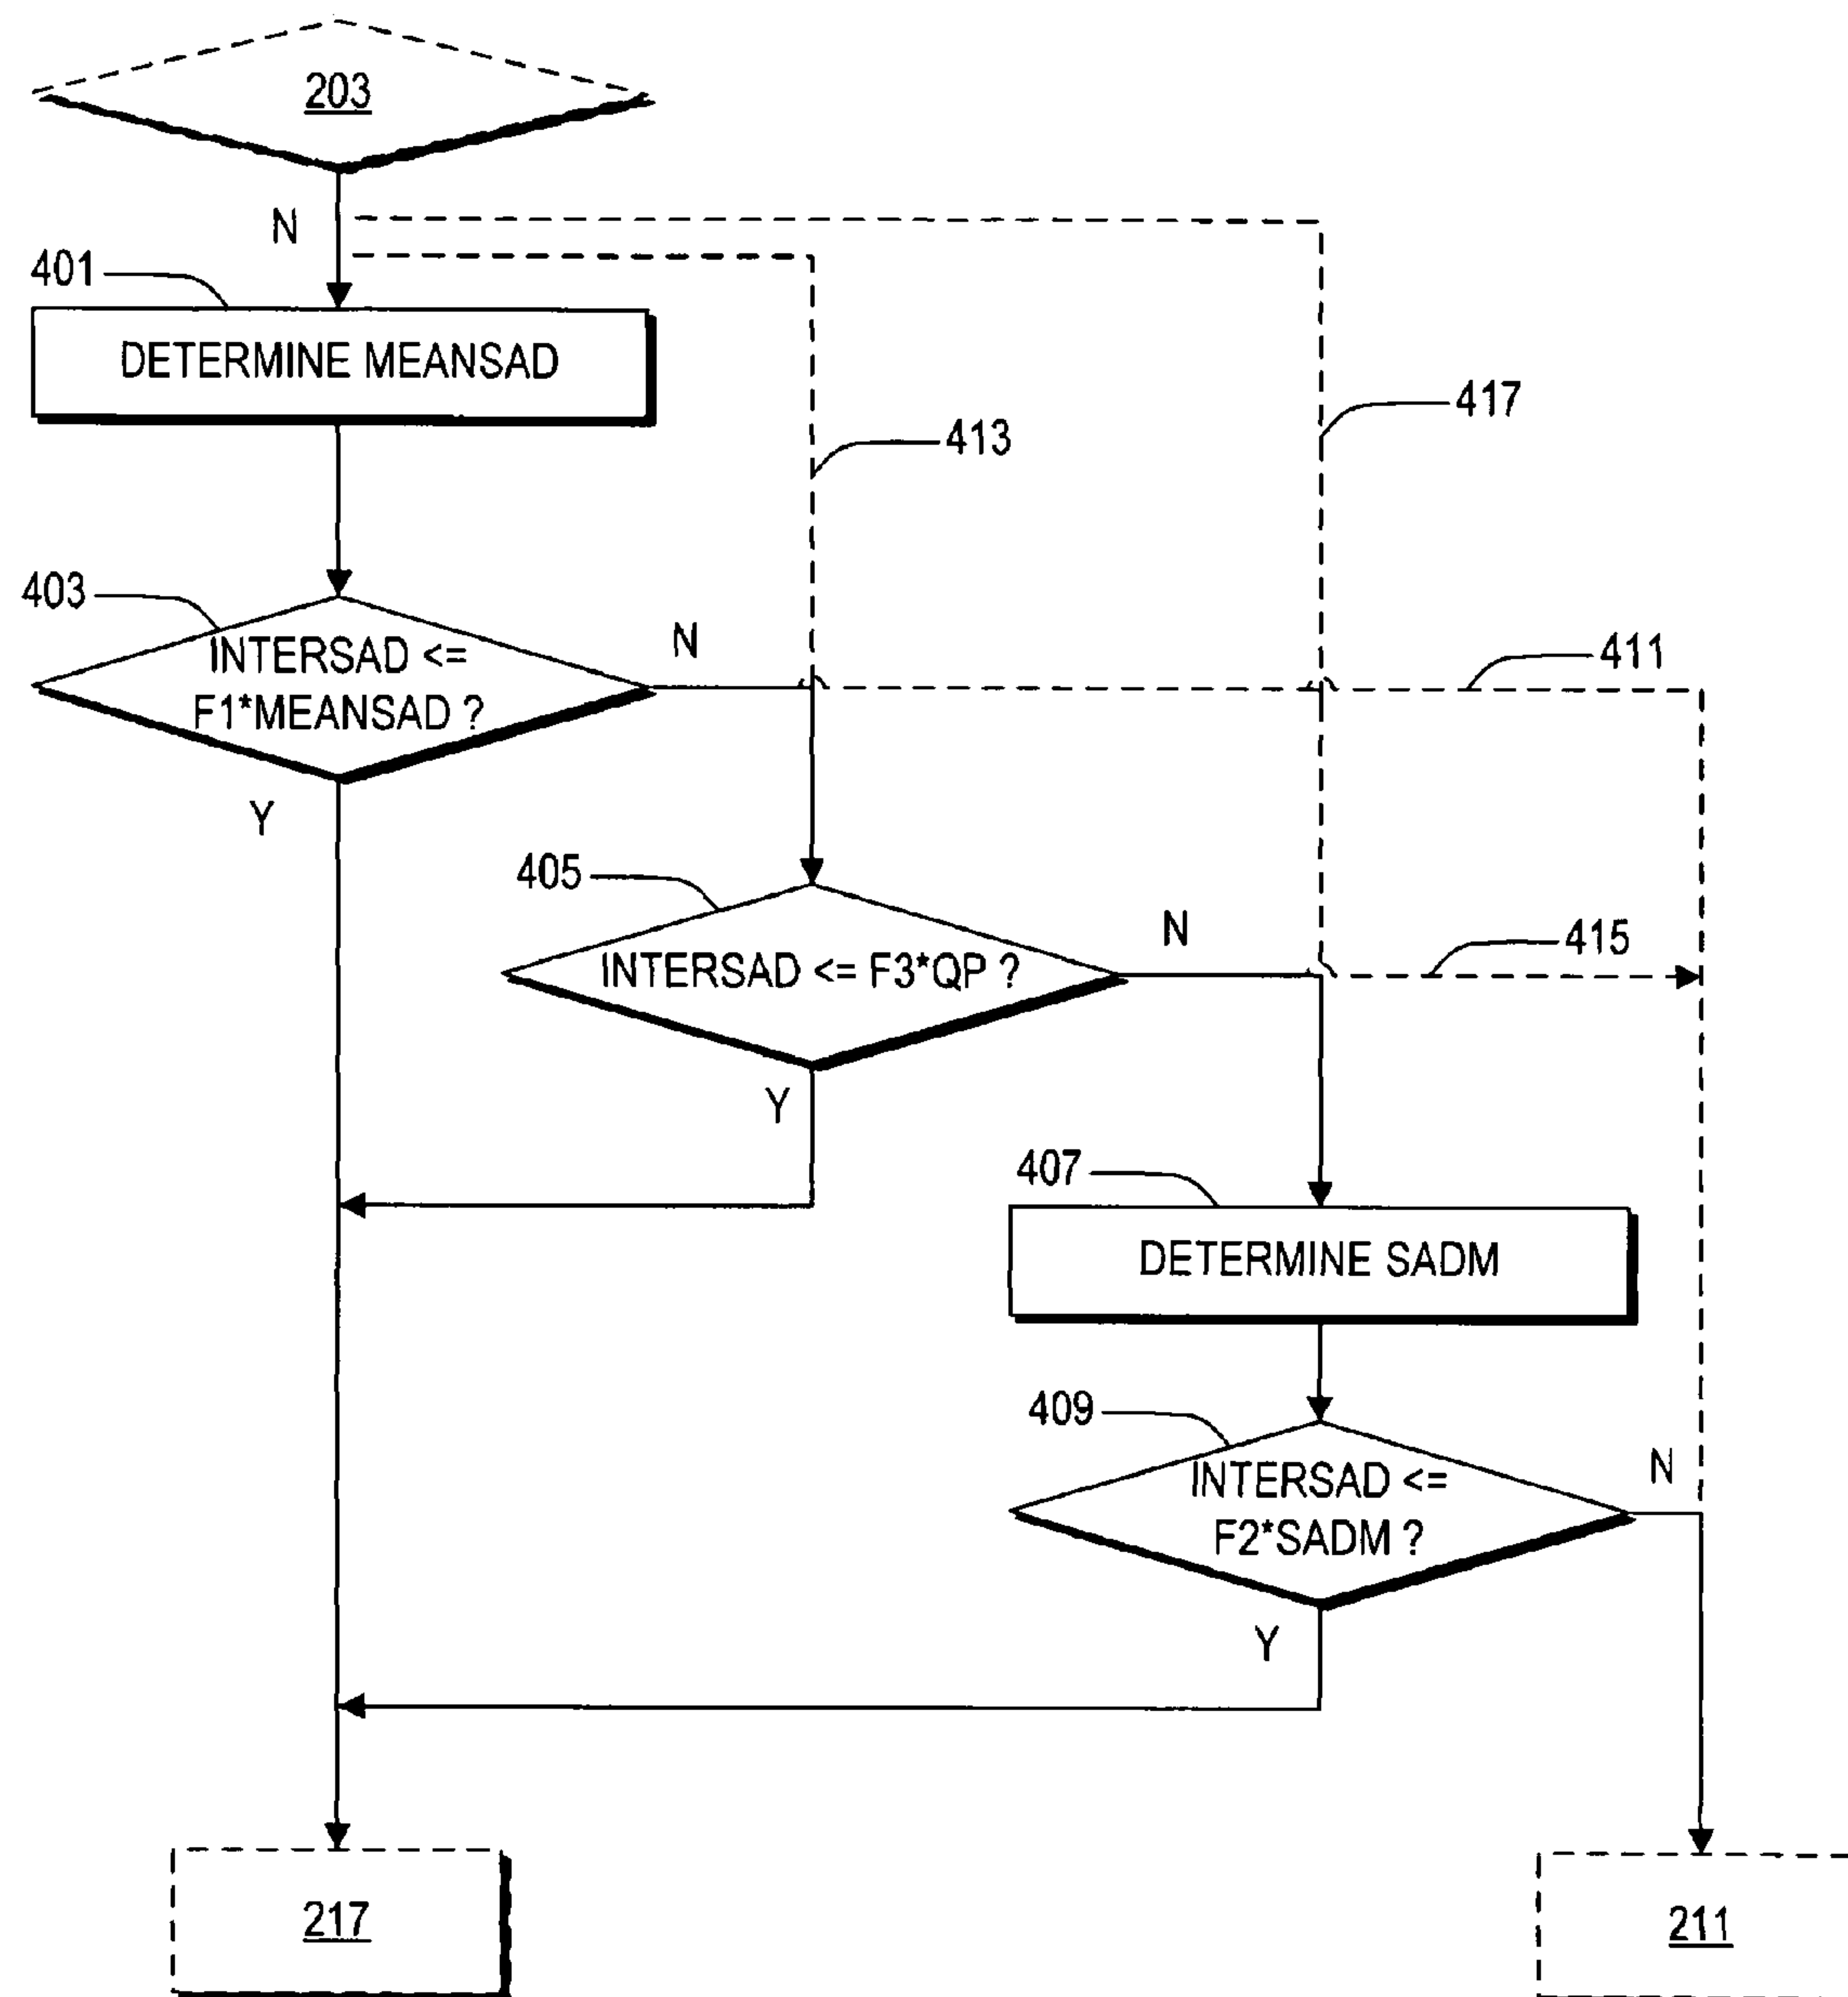 203
N
401
DETERMINE MEANSAD
417
413
403
INTERSAD <=
F1*MEANSAD ?
N
411
Y
405
INTERSAD <= F3*QP ?
N
415
Y
407
DETERMINE SADM
409
INTERSAD <=
F2*SADM ?
N
Y
217
211